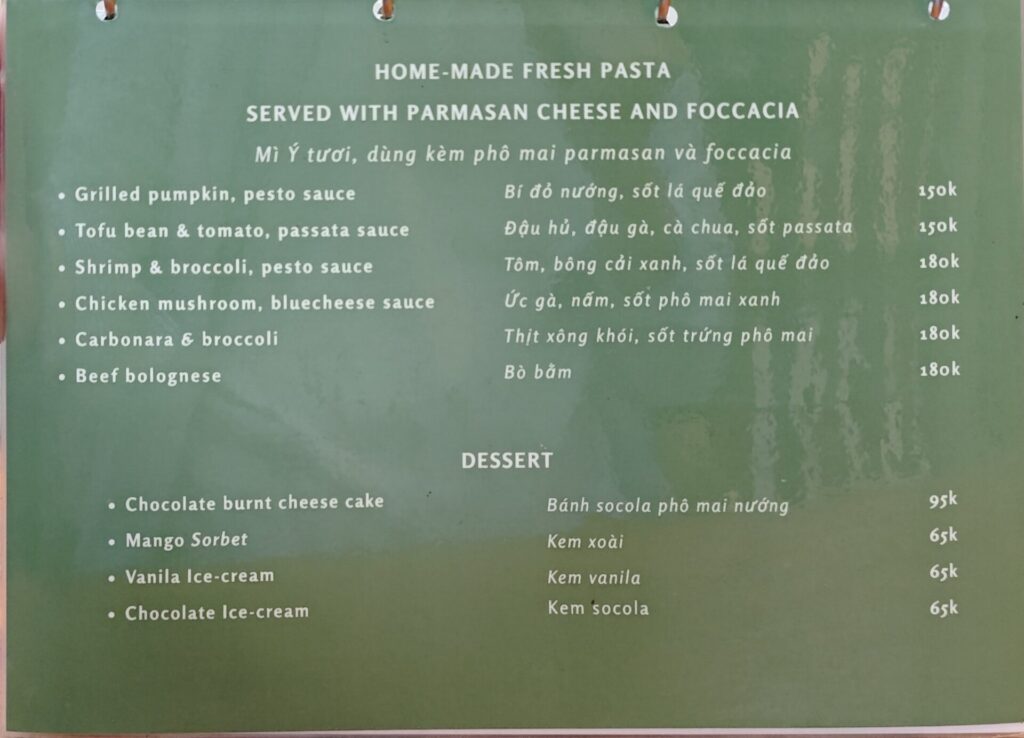 HOME-MADE FRESH PASTA
SERVED WITH PARMASAN CHEESE AND FOCCACIA
Mì Ý tươi, dùng kèm phô mai parmasan và foccacia
• Grilled pumpkin, pesto sauce Bí đỏ nướng, sốt lá quế đảo 150k
• Tofu bean & tomato, passata sauce Đậu hủ, đậu gà, cà chua, sốt passata 150k
• Shrimp & broccoli, pesto sauce Tôm, bông cải xanh, sốt lá quế đảo 180k
• Chicken mushroom, bluecheese sauce Ức gà, nấm, sốt phô mai xanh 180k
• Carbonara & broccoli Thịt xông khói, sốt trứng phô mai 180k
• Beef bolognese Bò bằm 180k
DESSERT
• Chocolate burnt cheese cake Bánh socola phô mai nướng 95k
• Mango Sorbet Kem xoài 65k
• Vanila Ice-cream Kem vanila 65k
• Chocolate Ice-cream Kem socola 65k